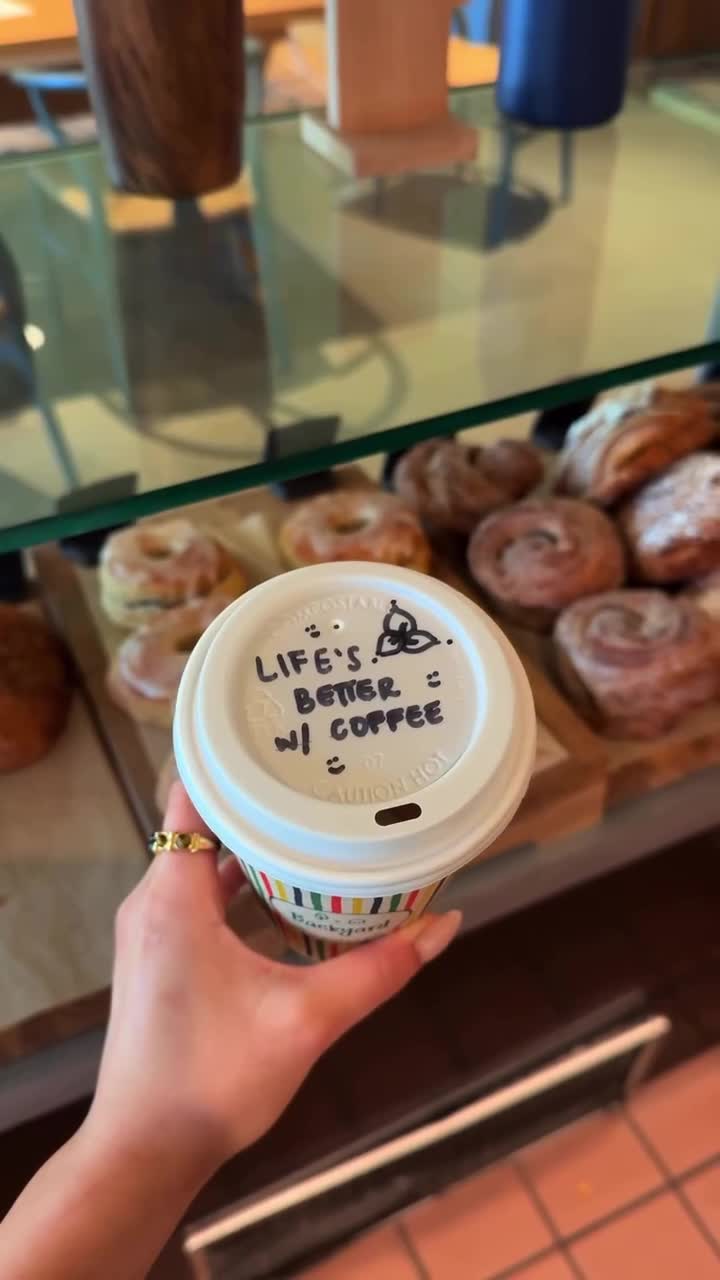 LIFE'S
BETTER
W/ COFFEE
CAUTION HOT
Backyard